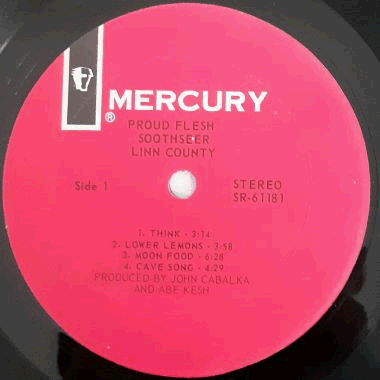 MERCURY
®
PROUD FLESH
SOOTHSEER
LINN COUNTY
Side 1
STEREO
SR-61181
1. THINK - 3:14
2. LOWER LEMONS - 3:58
3. MOON FOOD - 6:28
4. CAVE SONG - 4:29
PRODUCED BY JOHN CABALKA
AND ABE KESH